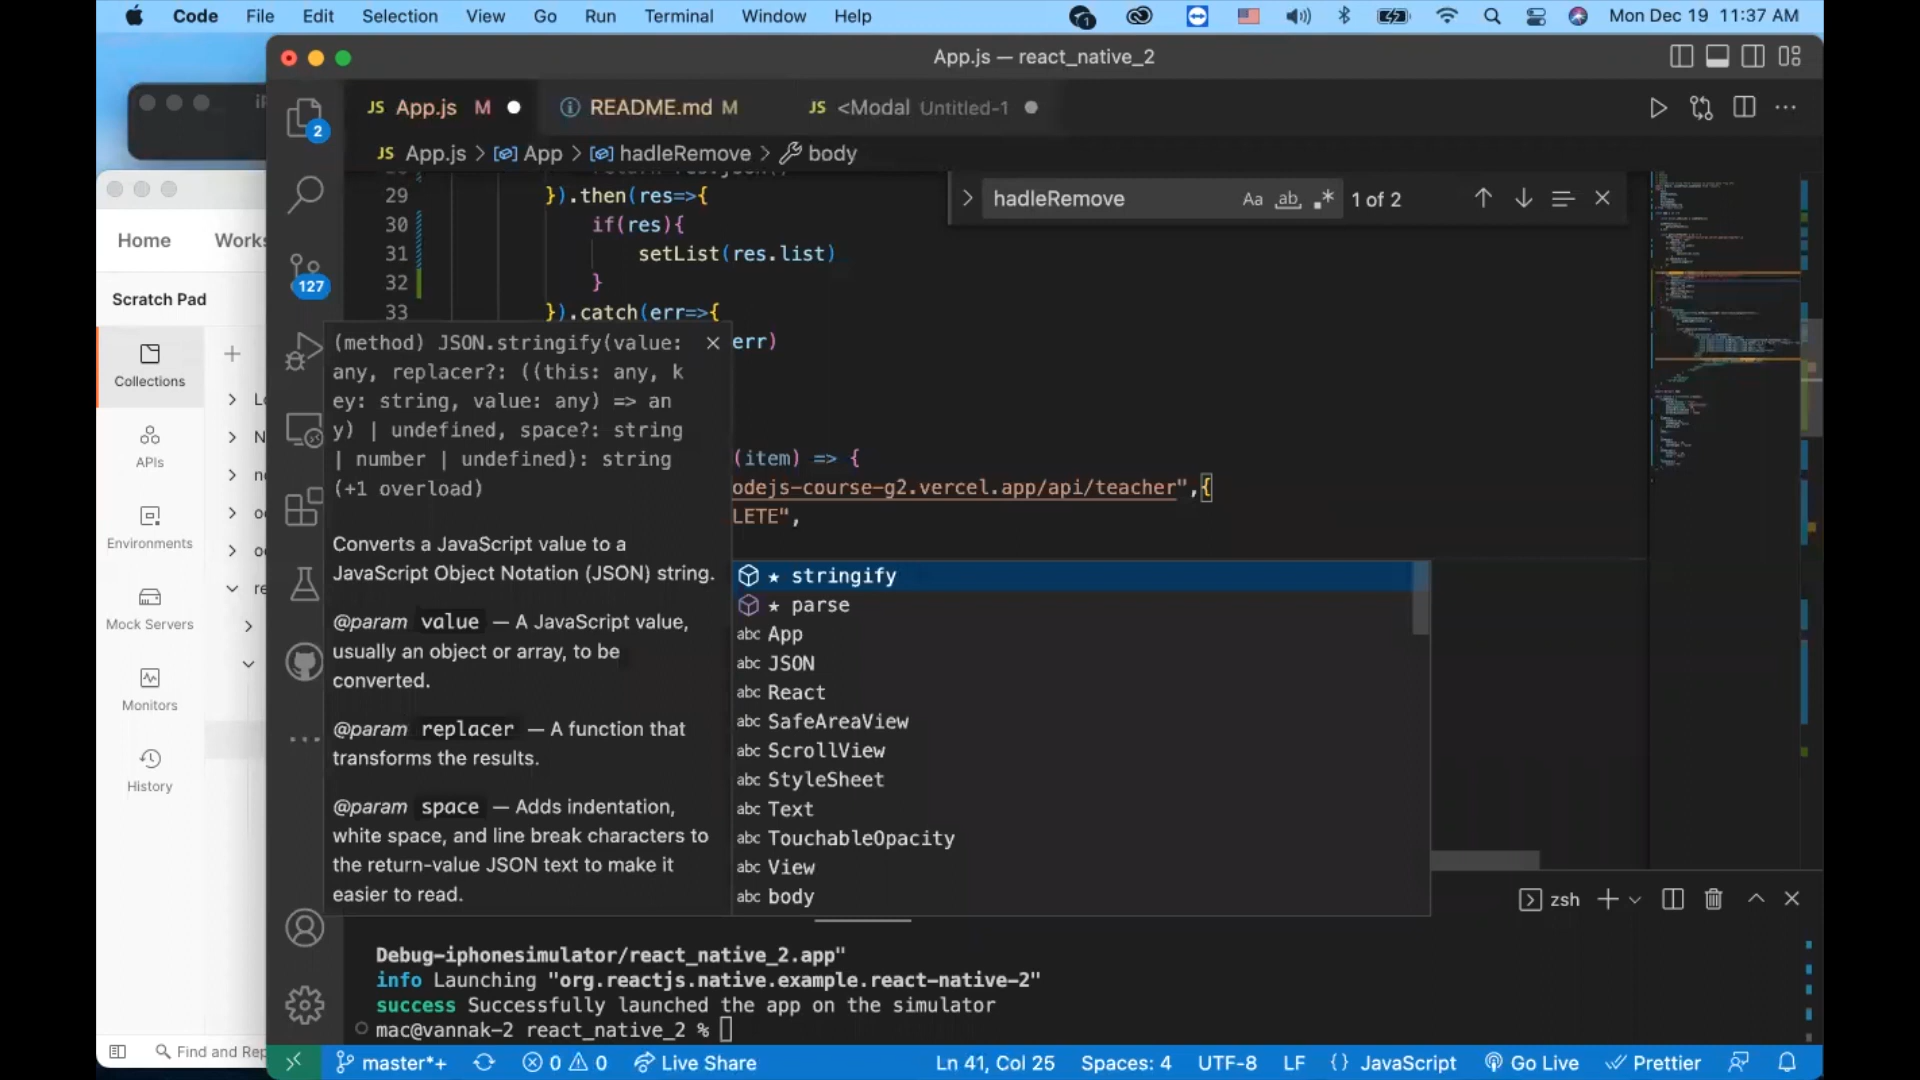 Code File Edit Selection View Go Run Terminal Window Help
Mon Dec 19 11:37 AM
App.js — react_native_2
JS App.js M
README.md M
JS <Modal Untitled-1
JS App.js > App > hadleRemove > body
hadleRemove Aa ab 1 of 2
29 }).then(res=>{
30 if(res){
31 setList(res.list)
32 }
33 }).catch(err=>{
err)
(item) => {
odejs-course-g2.vercel.app/api/teacher",{
LETE",
(method) JSON.stringify(value:
any, replacer?: ((this: any, k
ey: string, value: any) => an
y) | undefined, space?: string
| number | undefined): string
(+1 overload)
Converts a JavaScript value to a
JavaScript Object Notation (JSON) string.
@param value — A JavaScript value,
usually an object or array, to be
converted.
@param replacer — A function that
transforms the results.
@param space — Adds indentation,
white space, and line break characters to
the return-value JSON text to make it
easier to read.
stringify
parse
abc App
abc JSON
abc React
abc SafeAreaView
abc ScrollView
abc StyleSheet
abc Text
abc TouchableOpacity
abc View
abc body
2
127
Home Works
Scratch Pad
Collections
APIs
Environments
Mock Servers
Monitors
History
Find and Rep
zsh
Debug-iphonesimulator/react_native_2.app"
info Launching "org.reactjs.native.example.react-native-2"
success Successfully launched the app on the simulator
mac@vannak-2 react_native_2 %
master*+ 0 0 Live Share
Ln 41, Col 25 Spaces: 4 UTF-8 LF {} JavaScript Go Live Prettier